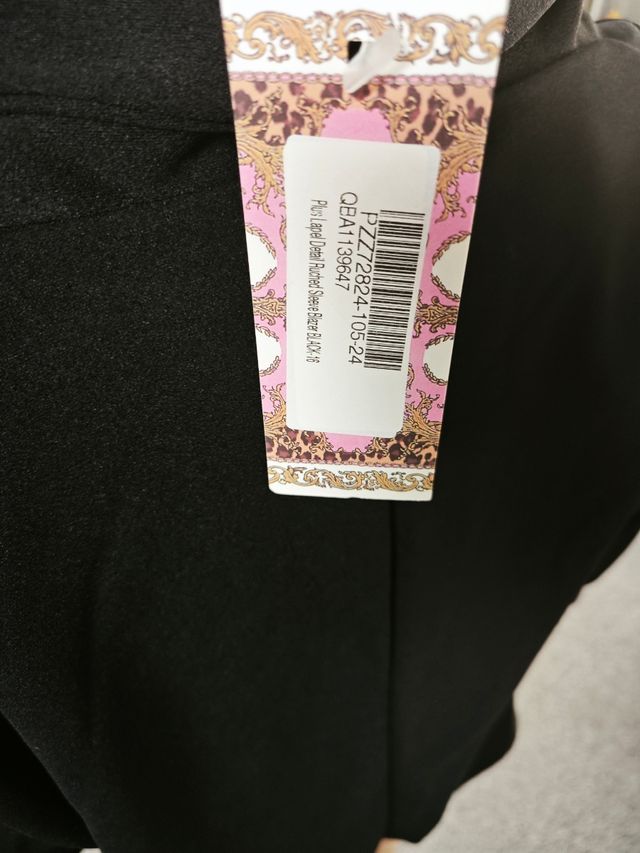 PZZ72824-105-24
QBA1139647
Plus Lapel Detail Ruched Sleeve Blazer BLACK-16